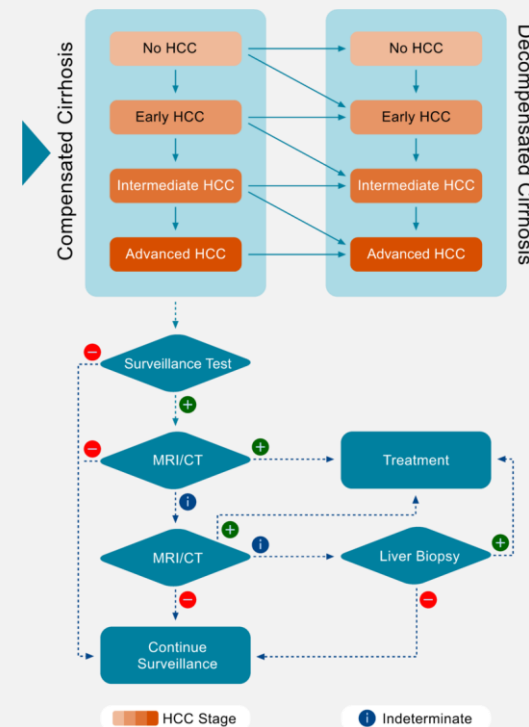 Compensated Cirrhosis
Decompensated Cirrhosis
No HCC
No HCC
Early HCC
Early HCC
Intermediate HCC
Intermediate HCC
Advanced HCC
Advanced HCC
−
Surveillance Test
+
−
MRI/CT
+
Treatment
i
+
MRI/CT
i
Liver Biopsy
+
−
−
Continue
Surveillance
HCC Stage
i Indeterminate